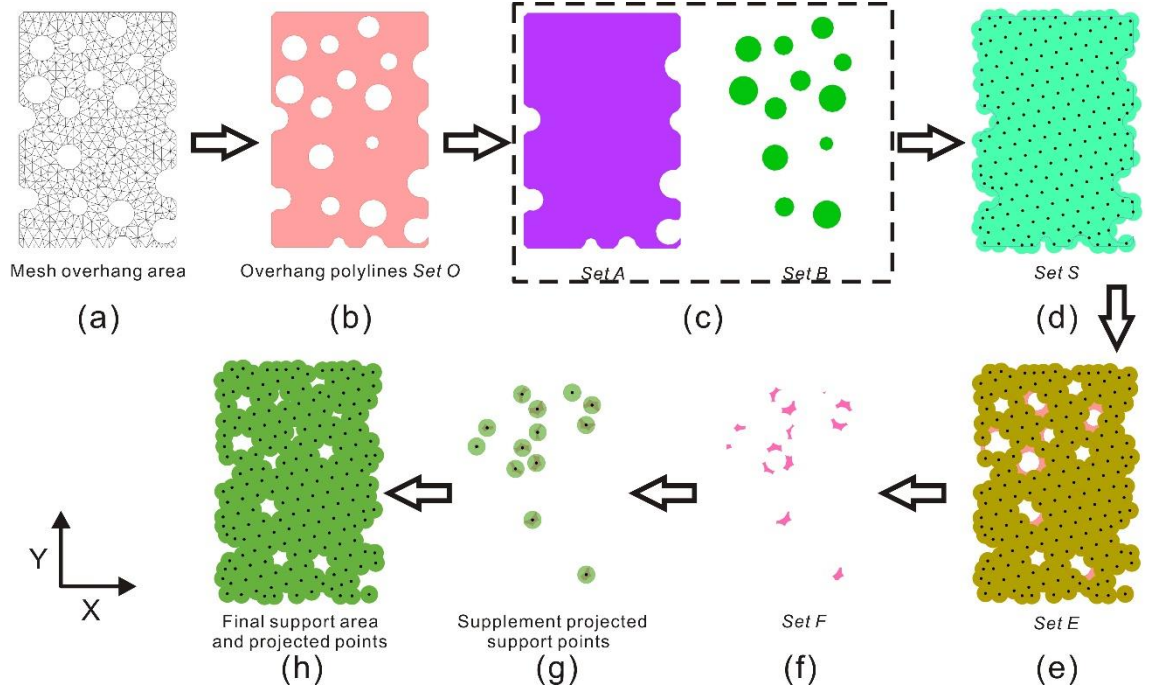 Mesh overhang area
Overhang polylines Set O
Set A
Set B
Set S
(a)
(b)
(c)
(d)
Y
X
Final support area
and projected points
Supplement projected
support points
Set F
Set E
(h)
(g)
(f)
(e)